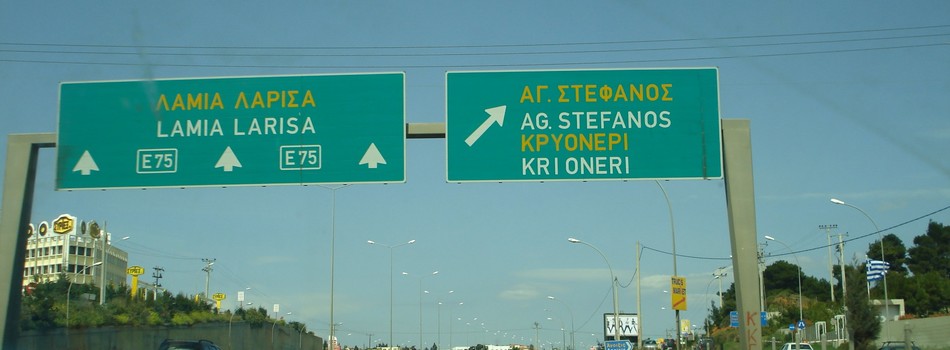 ΛΑΜΙΑ ΛΑΡΙΣΑ
LAMIA LARISA
E75 E75
ΑΓ. ΣΤΕΦΑΝΟΣ
AG. STEFANOS
ΚΡΥΟΝΕΡΙ
KRIONERI